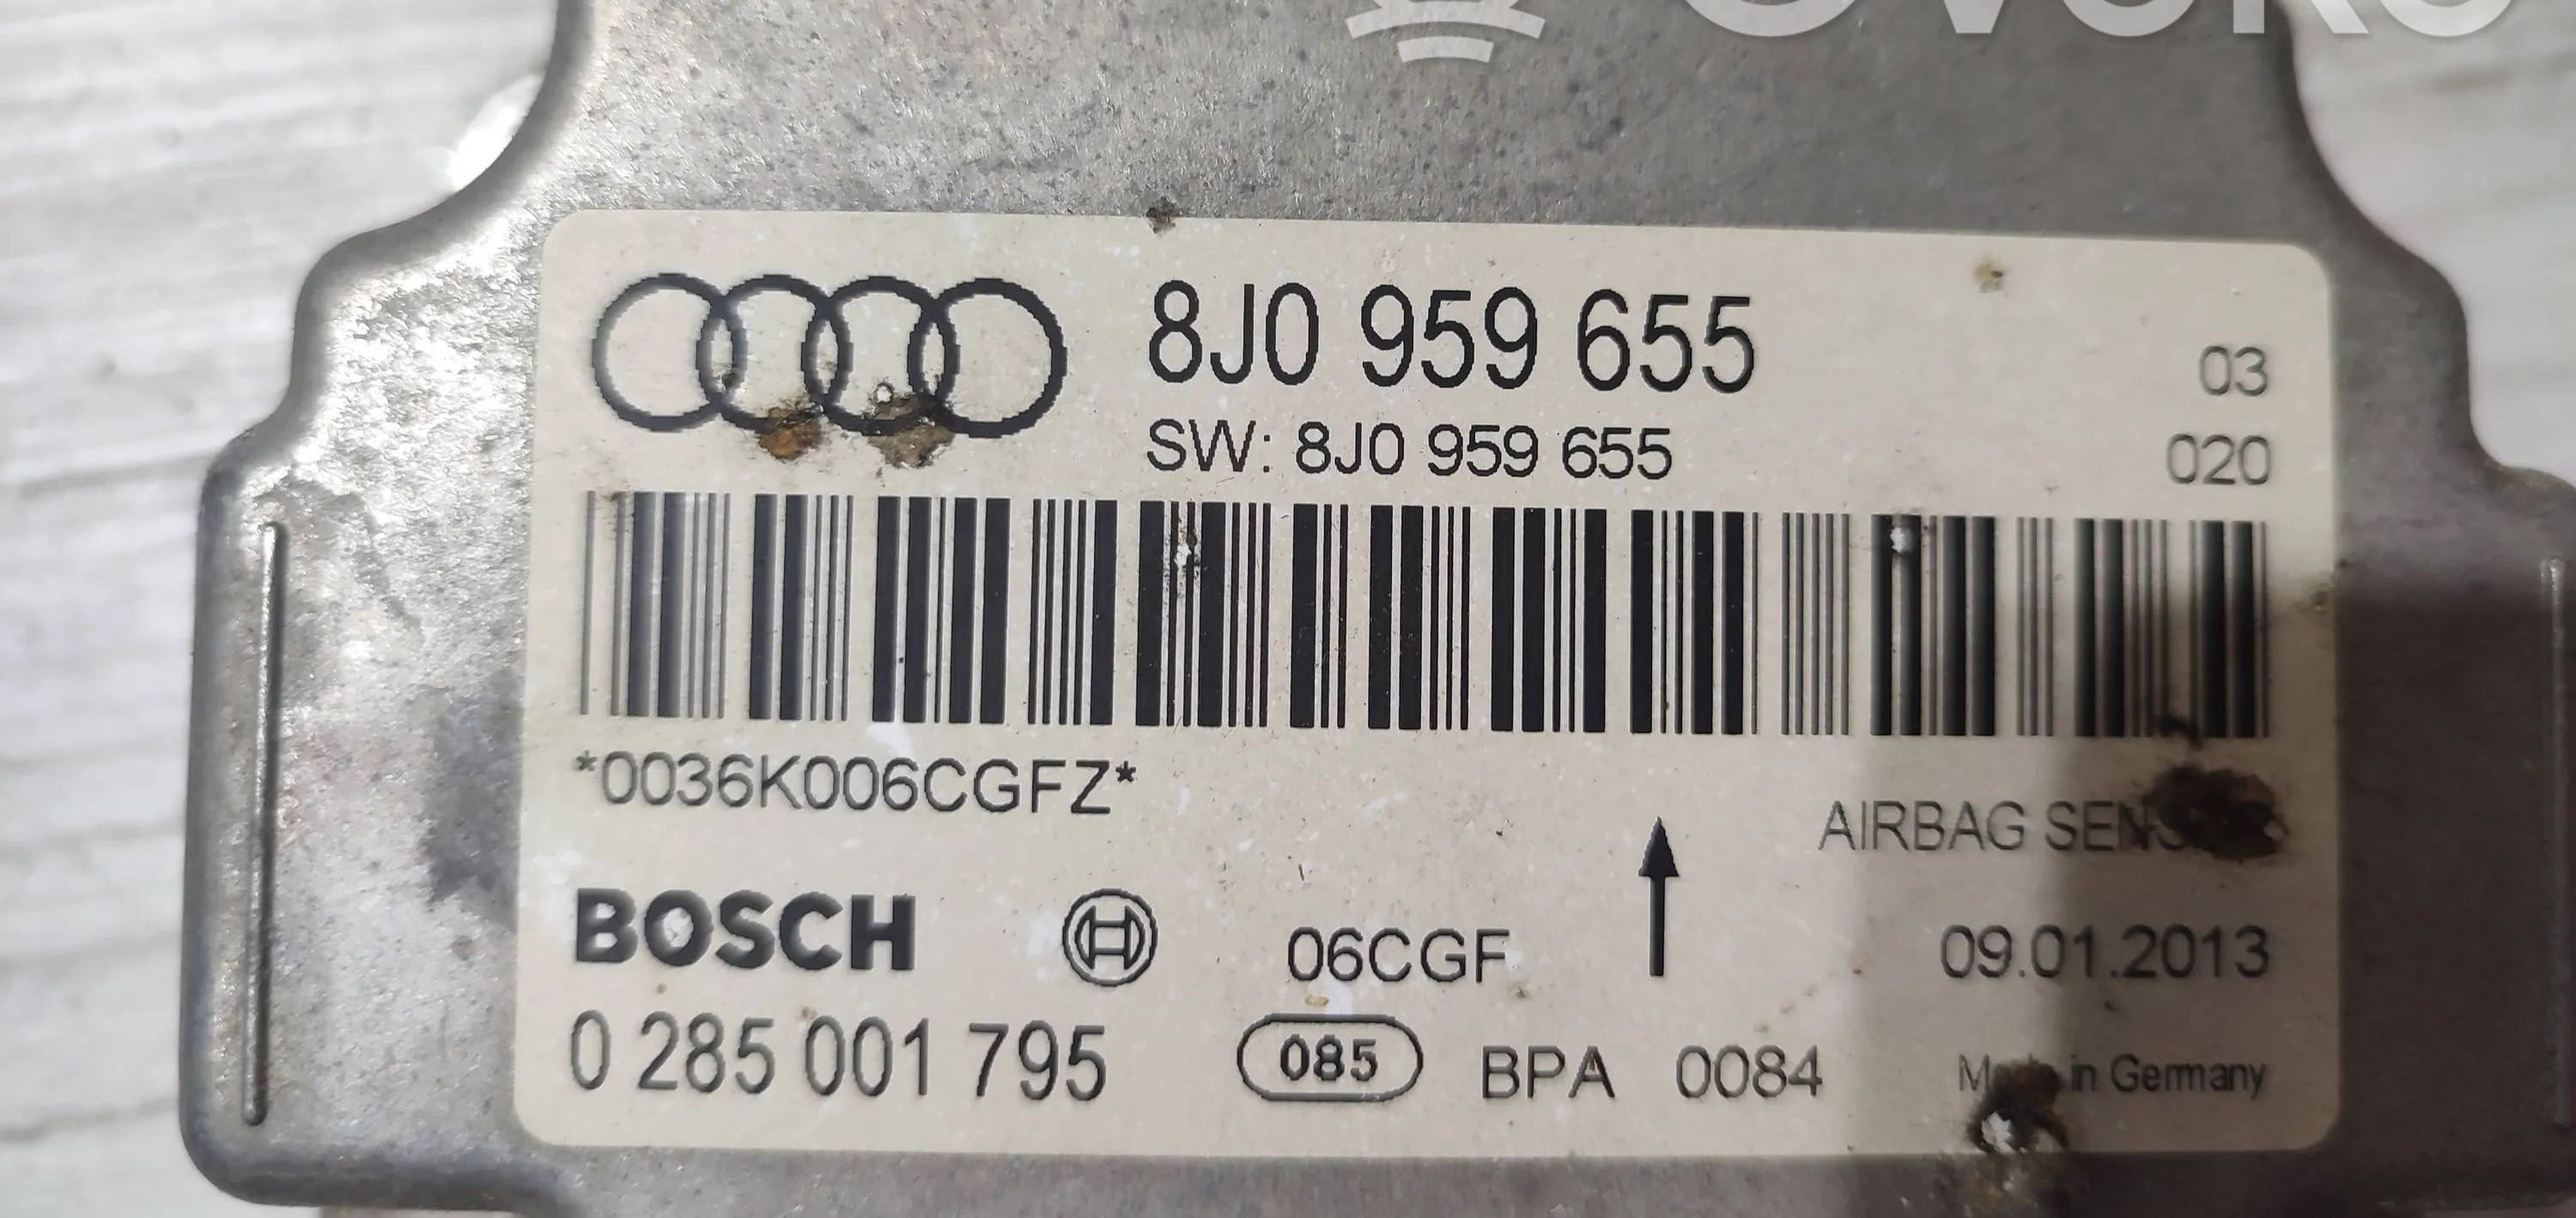 8J0 959 655
03
SW: 8J0 959 655
020
*0036K006CGFZ*
AIRBAG
BOSCH
06CGF
09.01.2013
0 285 001 795
085
BPA 0084
in Germany